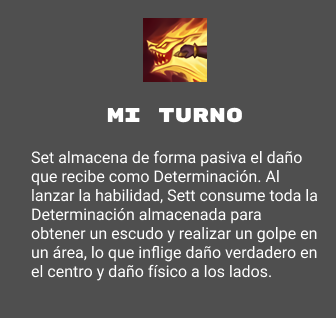 MI TURNO
Set almacena de forma pasiva el daño
que recibe como Determinación. Al
lanzar la habilidad, Sett consume toda la
Determinación almacenada para
obtener un escudo y realizar un golpe en
un área, lo que inflige daño verdadero en
el centro y daño físico a los lados.